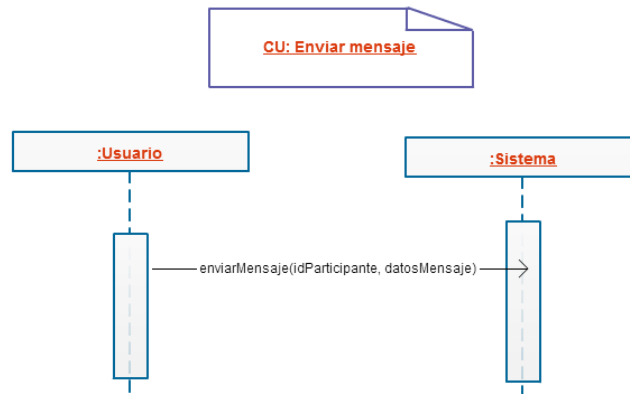 CU: Enviar mensaje
:Usuario
:Sistema
enviarMensaje(idParticipante, datosMensaje)